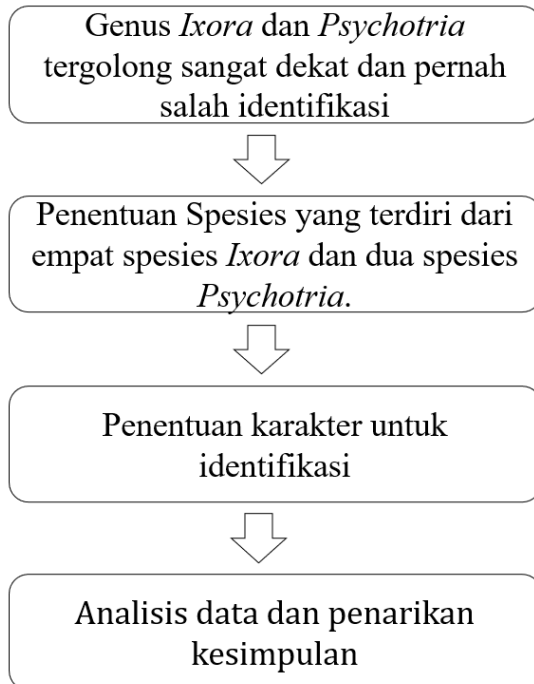 Genus Ixora dan Psychotria
tergolong sangat dekat dan pernah
salah identifikasi
Penentuan Spesies yang terdiri dari
empat spesies Ixora dan dua spesies
Psychotria.
Penentuan karakter untuk
identifikasi
Analisis data dan penarikan
kesimpulan